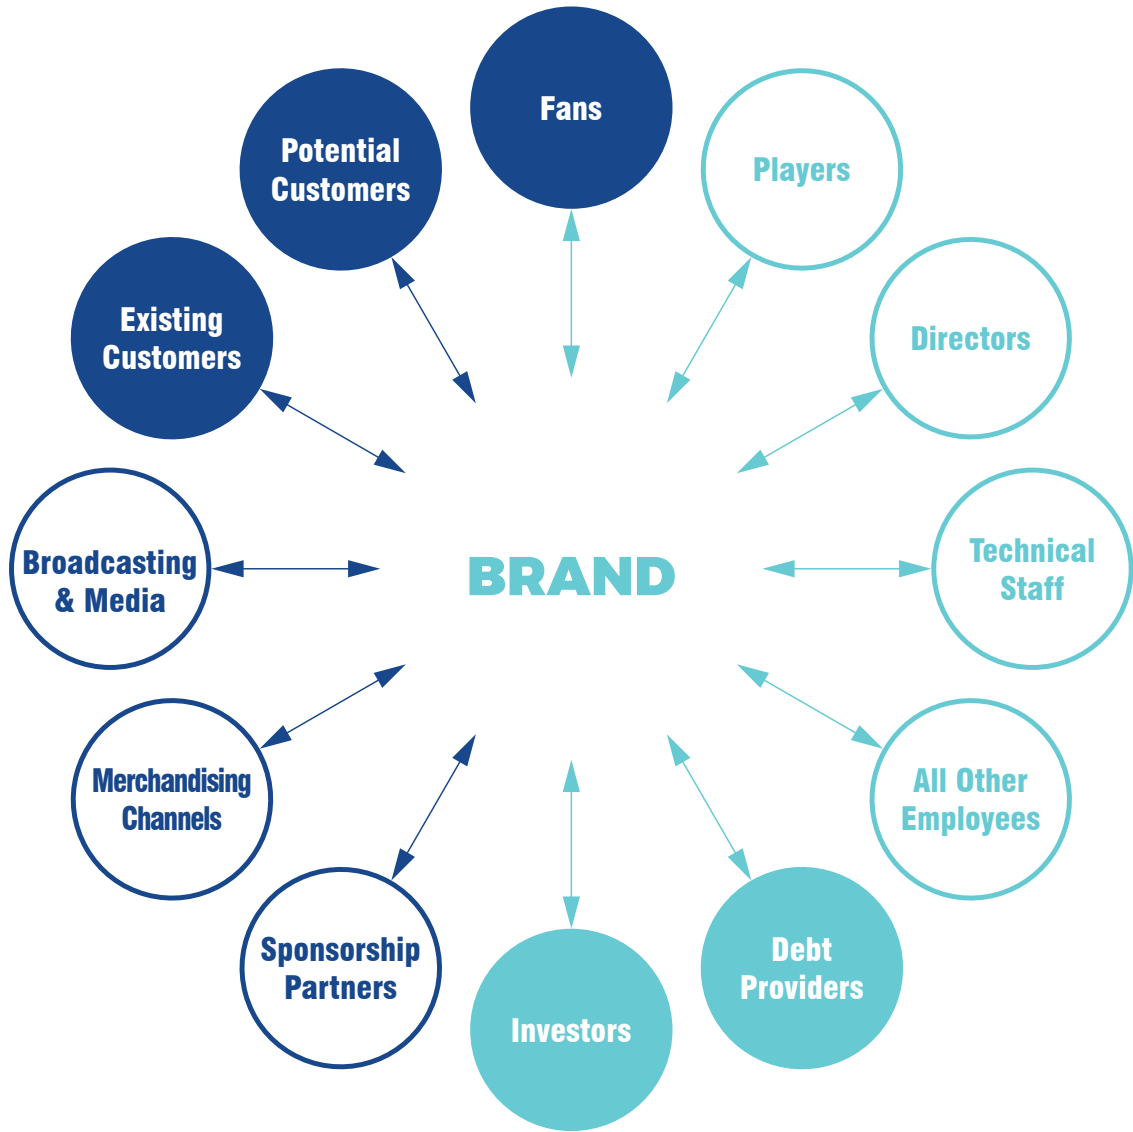 Fans
Potential
Customers
Players
Existing
Customers
Directors
Broadcasting
& Media
BRAND
Technical
Staff
Merchandising
Channels
All Other
Employees
Sponsorship
Partners
Debt
Providers
Investors